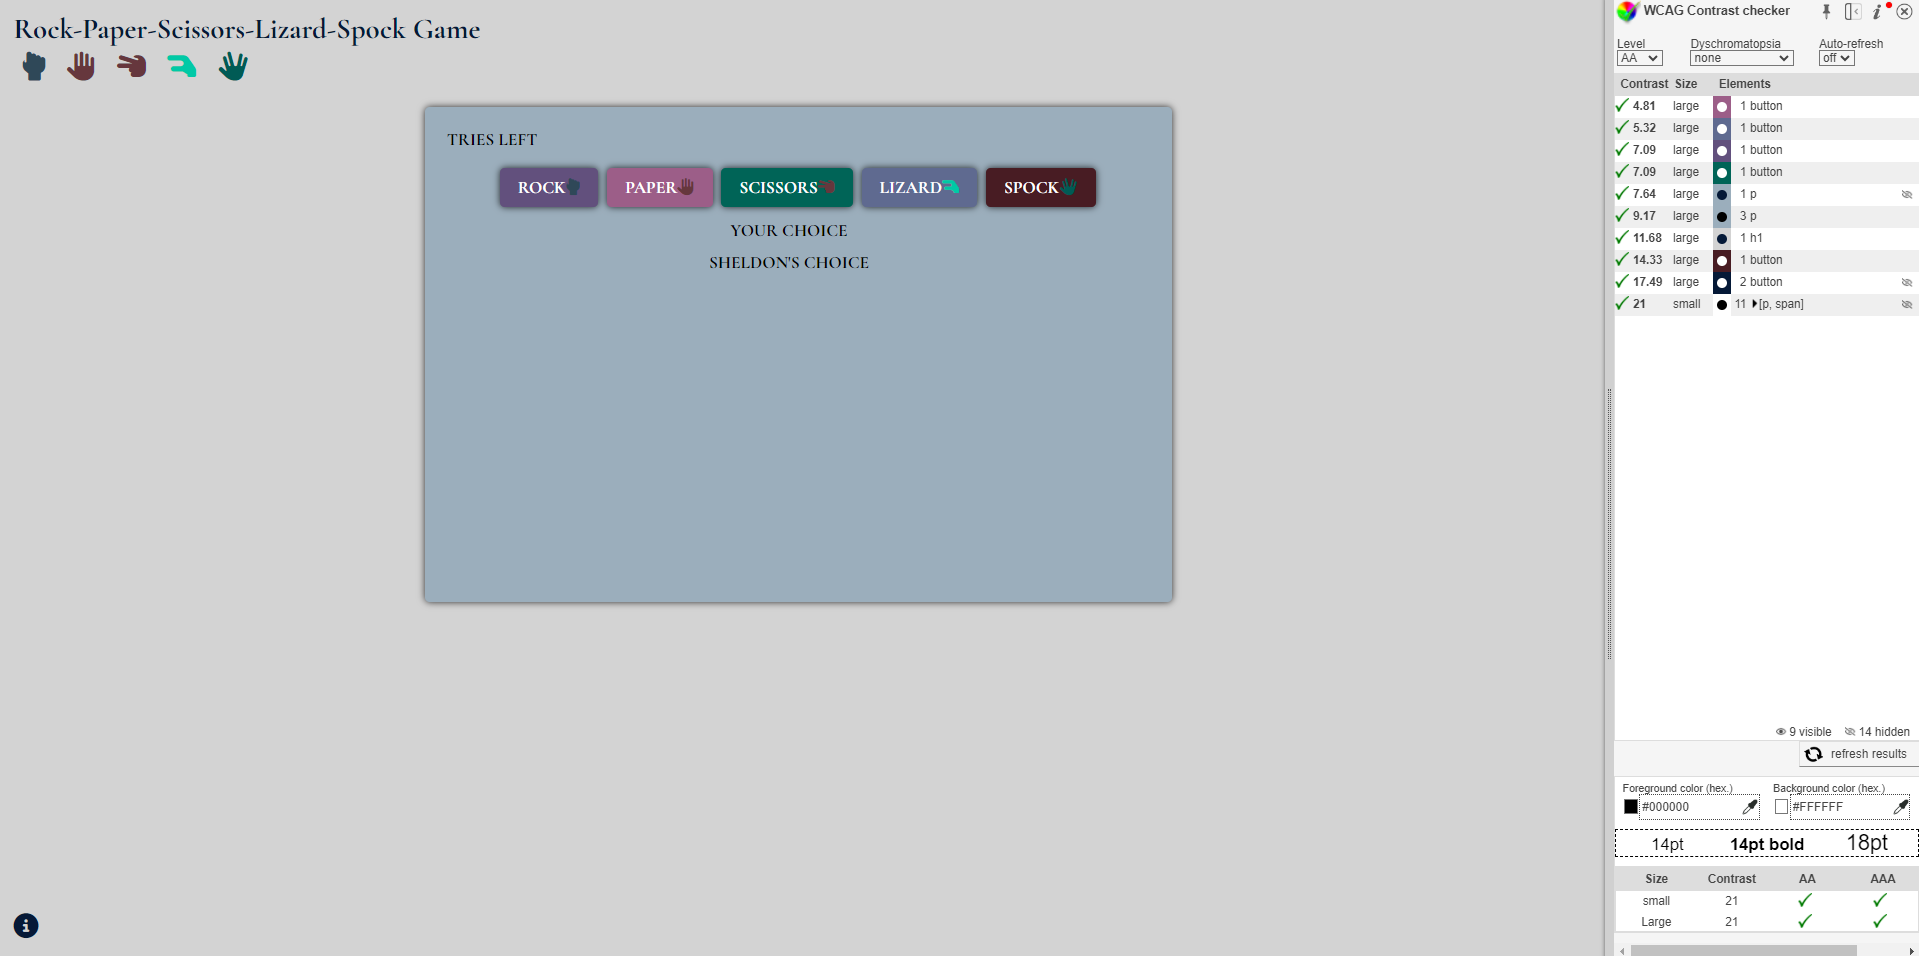 Rock-Paper-Scissors-Lizard-Spock Game
TRIES LEFT
ROCK PAPER SCISSORS LIZARD SPOCK
YOUR CHOICE
SHELDON'S CHOICE
WCAG Contrast checker
Level Dyschromatopsia Auto-refresh
AA none off
Contrast Size Elements
4.81 large 1 button
5.32 large 1 button
7.09 large 1 button
7.09 large 1 button
7.64 large 1 p
9.17 large 3 p
11.68 large 1 h1
14.33 large 1 button
17.49 large 2 button
21 small 11 [p, span]
9 visible 14 hidden
refresh results
Foreground color (hex.) Background color (hex.)
#000000 #FFFFFF
14pt 14pt bold 18pt
Size Contrast AA AAA
small 21
Large 21